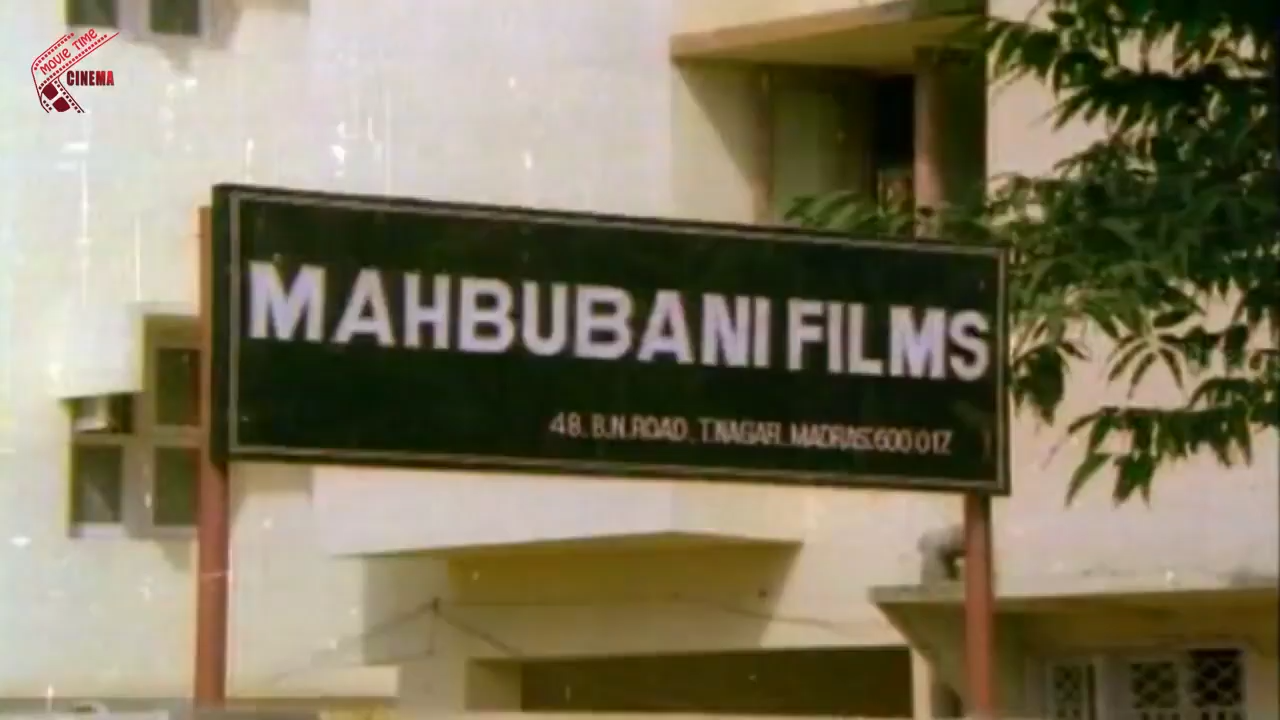 MOVIE TIME
CINEMA
MAHBUBANI FILMS
48. B.N.ROAD. T.NAGAR. MADRAS.600 017